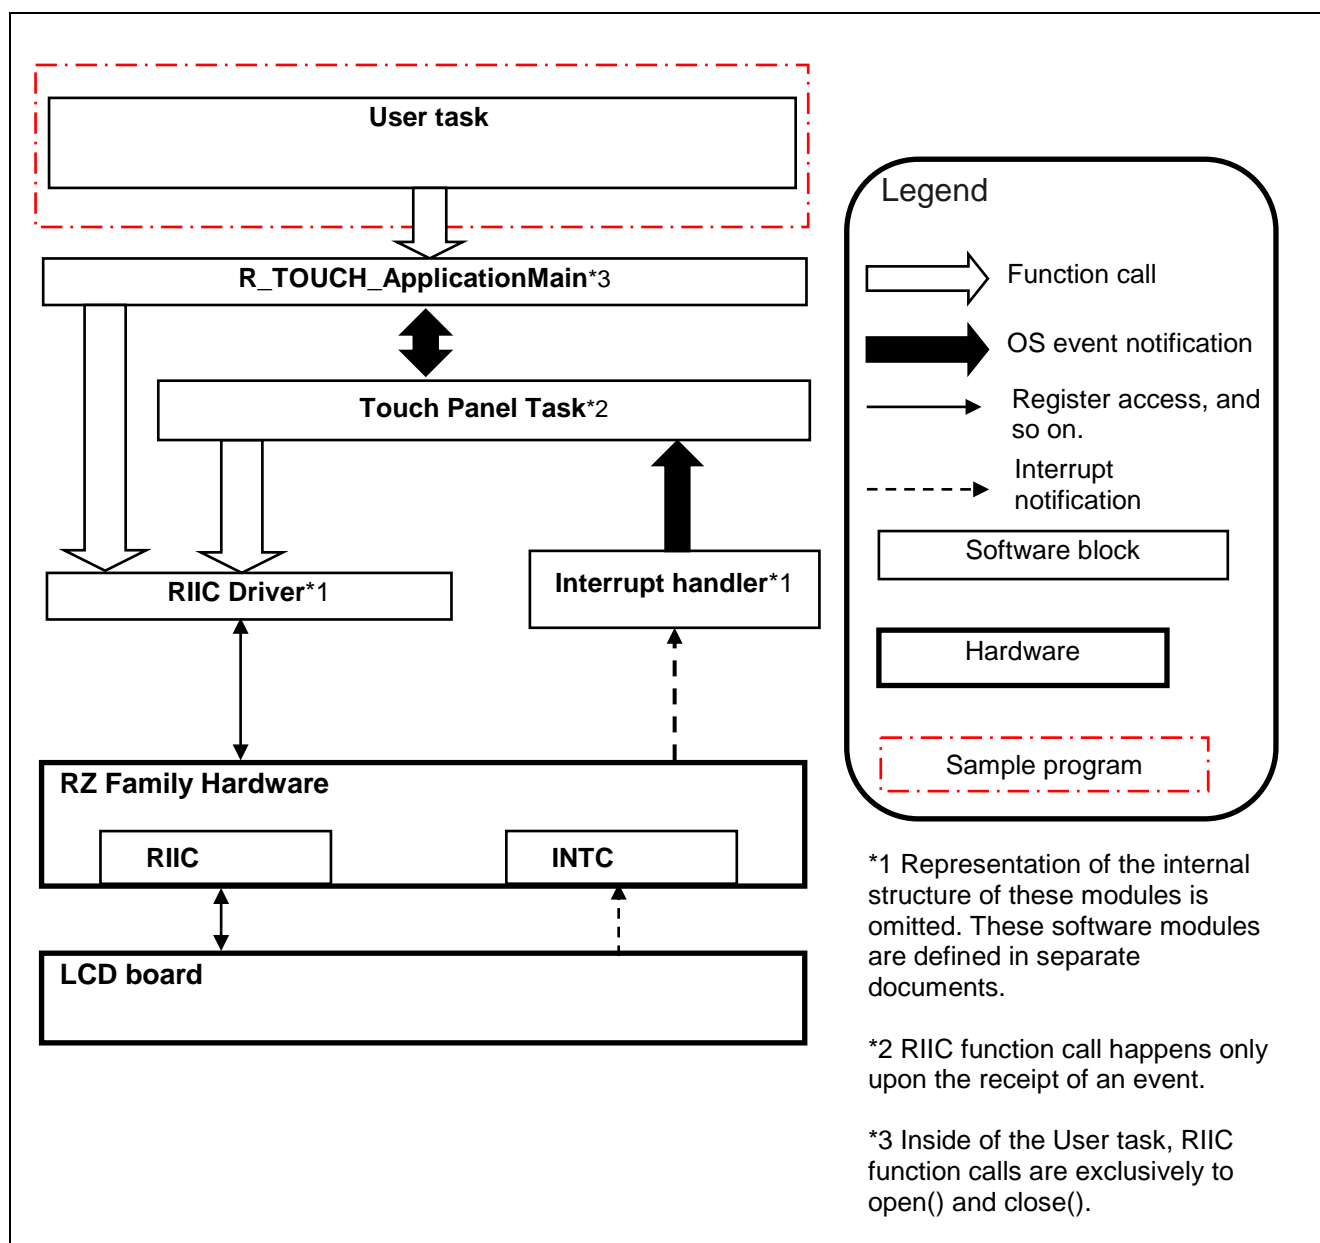 User task
R_TOUCH_ApplicationMain*3
Touch Panel Task*2
RIIC Driver*1
Interrupt handler*1
RZ Family Hardware
RIIC
INTC
LCD board
Legend
Function call
OS event notification
Register access, and
so on.
Interrupt
notification
Software block
Hardware
Sample program
*1 Representation of the internal
structure of these modules is
omitted. These software modules
are defined in separate
documents.
*2 RIIC function call happens only
upon the receipt of an event.
*3 Inside of the User task, RIIC
function calls are exclusively to
open() and close().